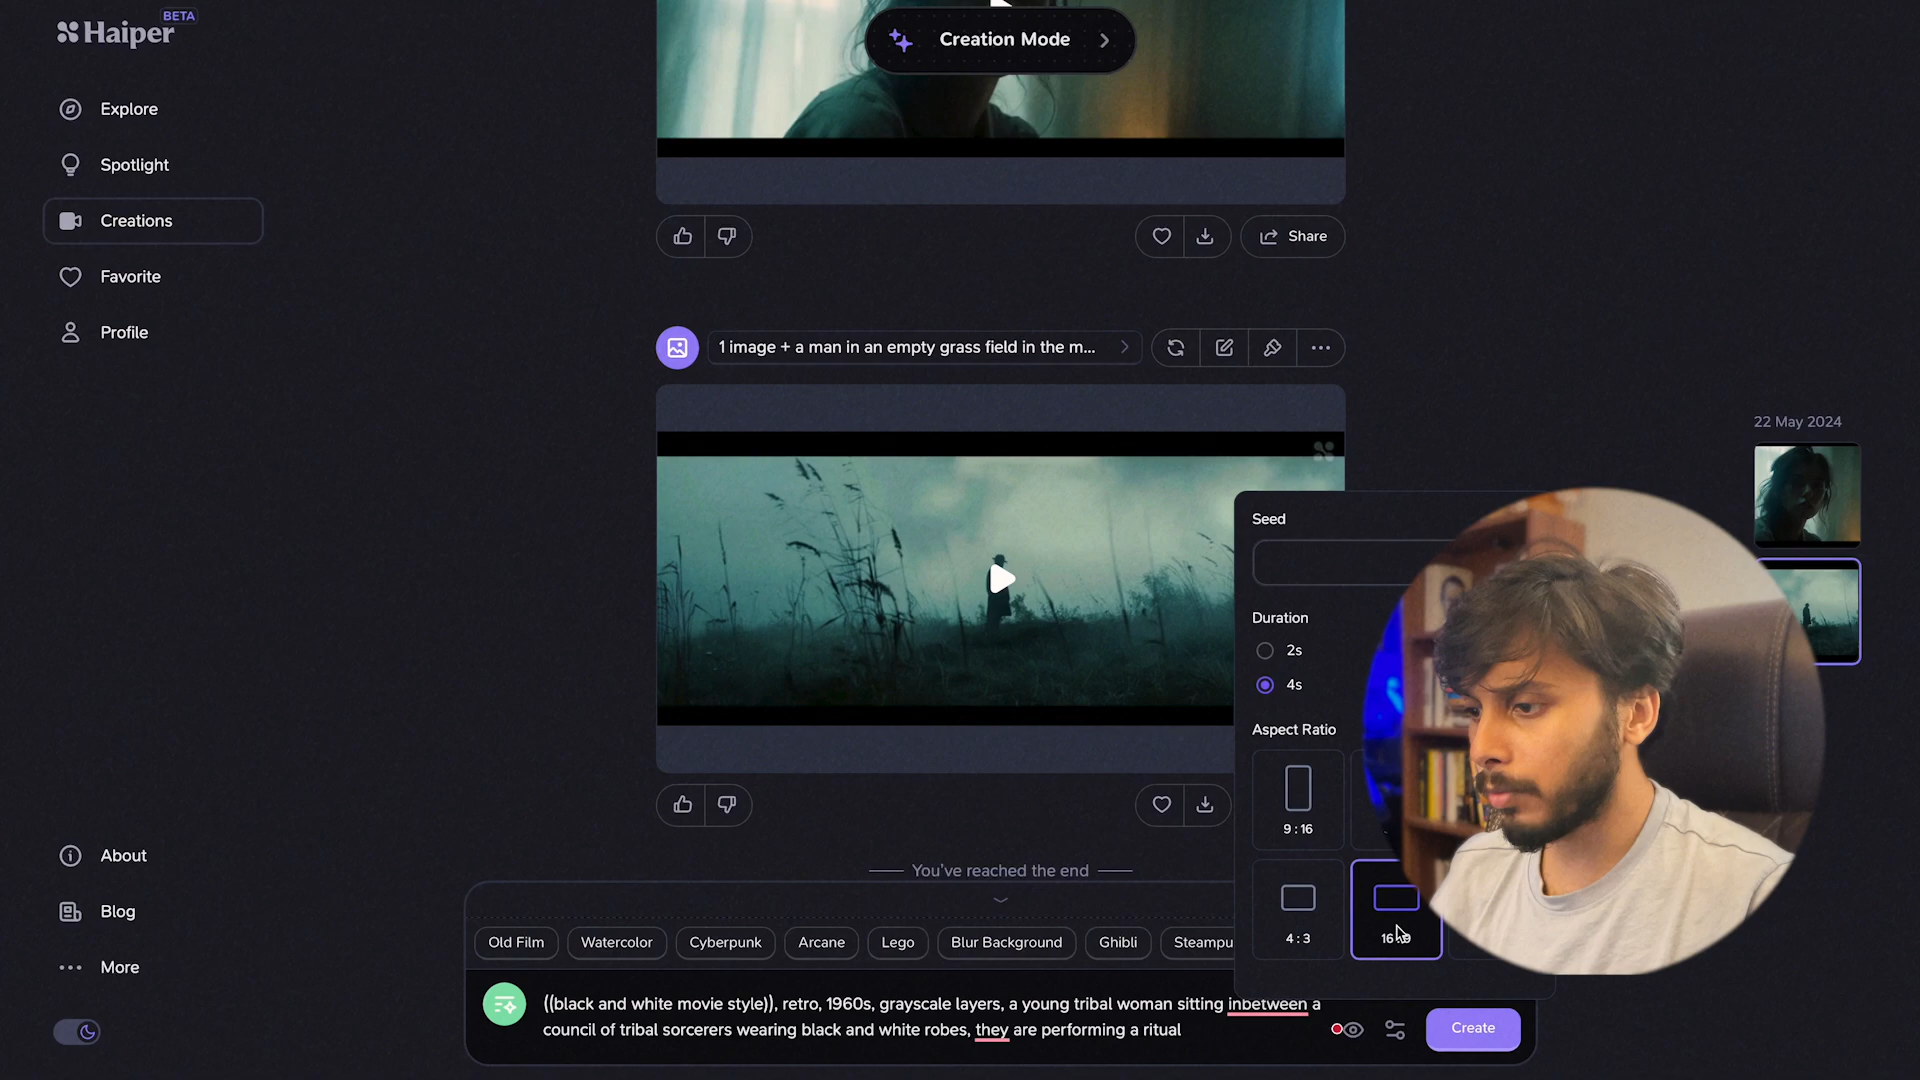 Haiper BETA
Creation Mode
Explore
Spotlight
Creations
Favorite
Profile
Share
1 image + a man in an empty grass field in the m...
22 May 2024
Seed
Duration
2s
4s
Aspect Ratio
9 : 16
4 : 3
You've reached the end
Old Film
Watercolor
Cyberpunk
Arcane
Lego
Blur Background
Ghibli
Steampu
((black and white movie style)), retro, 1960s, grayscale layers, a young tribal woman sitting inbetween a
council of tribal sorcerers wearing black and white robes, they are performing a ritual
Create
About
Blog
More